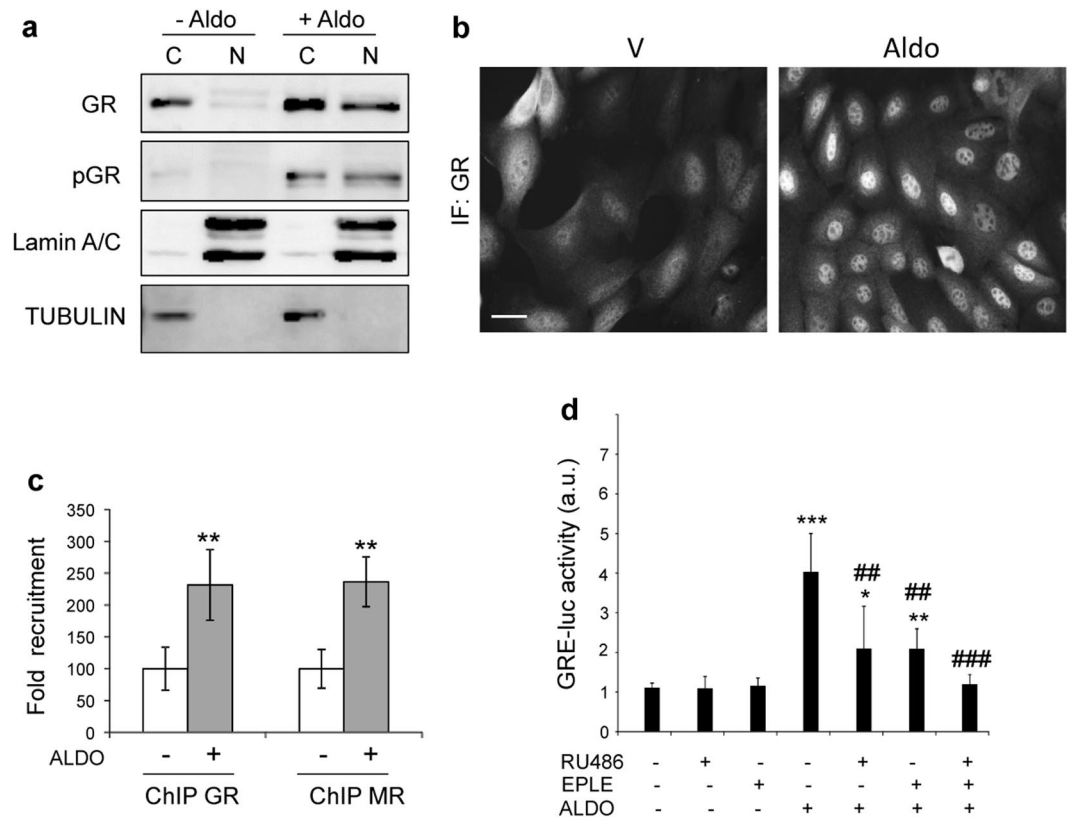 a
- Aldo + Aldo
C N C N
GR
pGR
Lamin A/C
TUBULIN
b
V Aldo
IF: GR
c
Fold recruitment
350
300
250
200
150
100
50
0
** **
ALDO - + - +
ChIP GR ChIP MR
d
GRE-luc activity (a.u.)
7
6
5
4
3
2
1
0
***
##
*
##
**
###
RU486 - + - - + - +
EPLE - - + - - + +
ALDO - - - + + + +